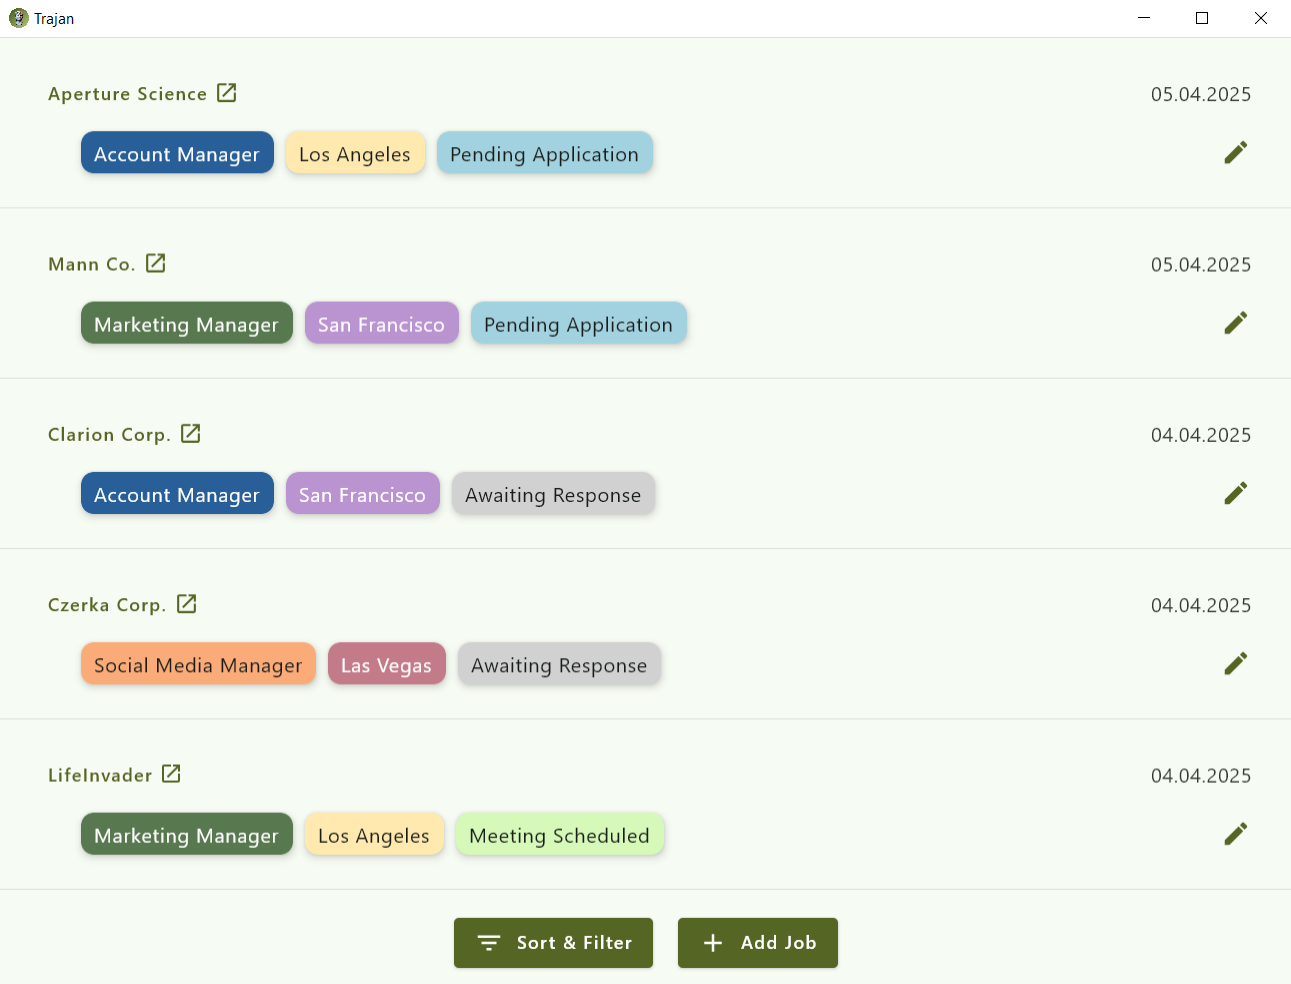 Trajan
Aperture Science
05.04.2025
Account Manager Los Angeles Pending Application
Mann Co.
05.04.2025
Marketing Manager San Francisco Pending Application
Clarion Corp.
04.04.2025
Account Manager San Francisco Awaiting Response
Czerka Corp.
04.04.2025
Social Media Manager Las Vegas Awaiting Response
LifeInvader
04.04.2025
Marketing Manager Los Angeles Meeting Scheduled
Sort & Filter Add Job